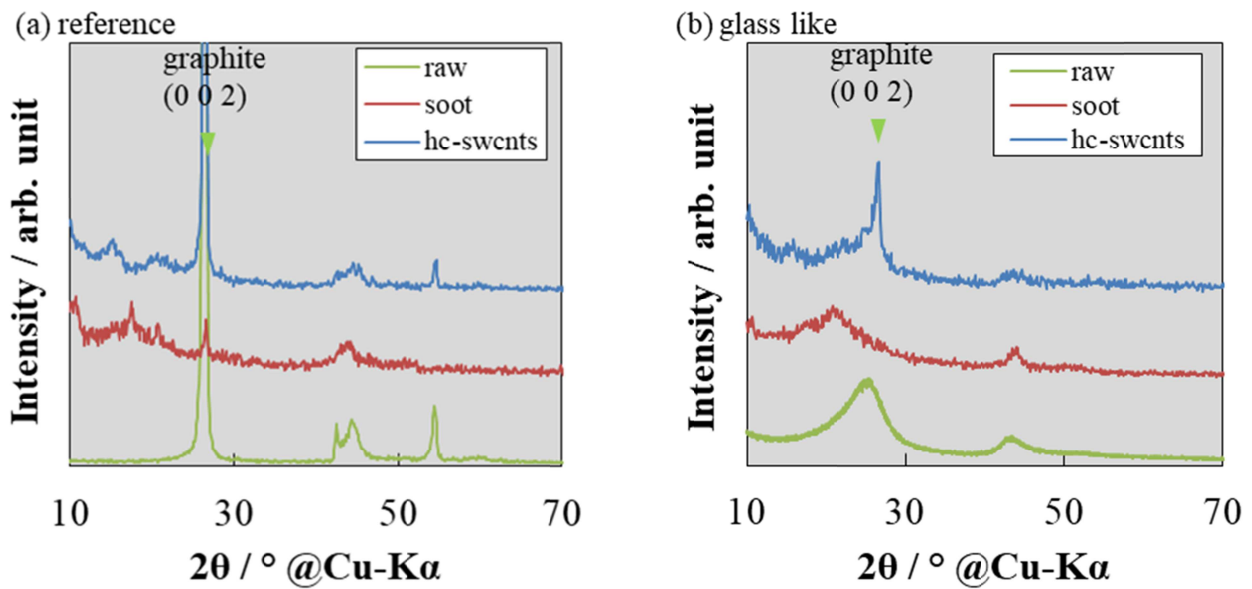 (a) reference
graphite
(0 0 2)
raw
soot
hc-swcnts
Intensity / arb. unit
10 30 50 70
2θ / ° @Cu-Kα
(b) glass like
graphite
(0 0 2)
raw
soot
hc-swcnts
Intensity / arb. unit
10 30 50 70
2θ / ° @Cu-Kα